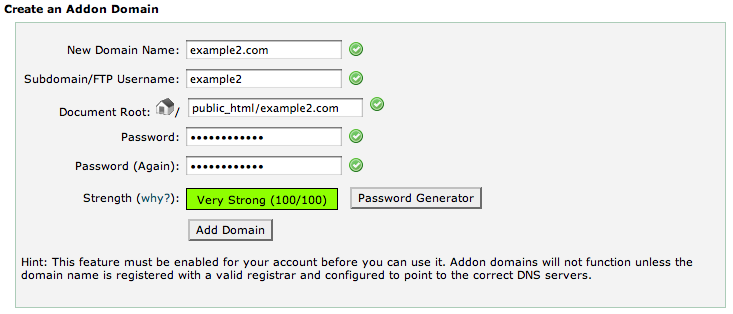 Create an Addon Domain
New Domain Name: example2.com
Subdomain/FTP Username: example2
Document Root: / public_html/example2.com
Password: ••••••••••••
Password (Again): ••••••••••••
Strength (why?): Very Strong (100/100) Password Generator
Add Domain
Hint: This feature must be enabled for your account before you can use it. Addon domains will not function unless the
domain name is registered with a valid registrar and configured to point to the correct DNS servers.